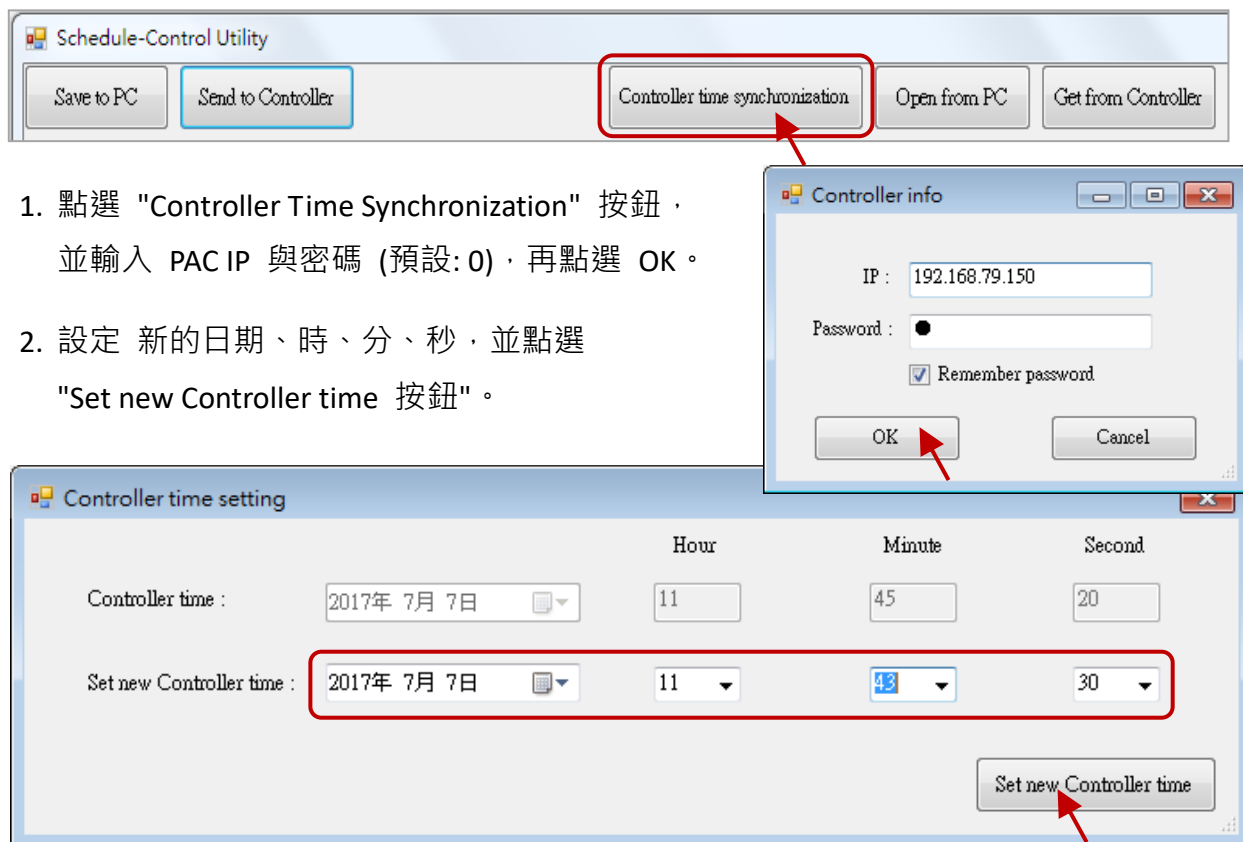 Schedule-Control Utility
Save to PC Send to Controller Controller time synchronization Open from PC Get from Controller
1. 點選 "Controller Time Synchronization" 按鈕，
並輸入 PAC IP 與密碼 (預設: 0)，再點選 OK。
2. 設定 新的日期、時、分、秒，並點選
"Set new Controller time 按鈕"。
Controller info
IP : 192.168.79.150
Password : ●
Remember password
OK Cancel
Controller time setting
Hour Minute Second
Controller time : 2017年 7月 7日 11 45 20
Set new Controller time : 2017年 7月 7日 11 43 30
Set new Controller time